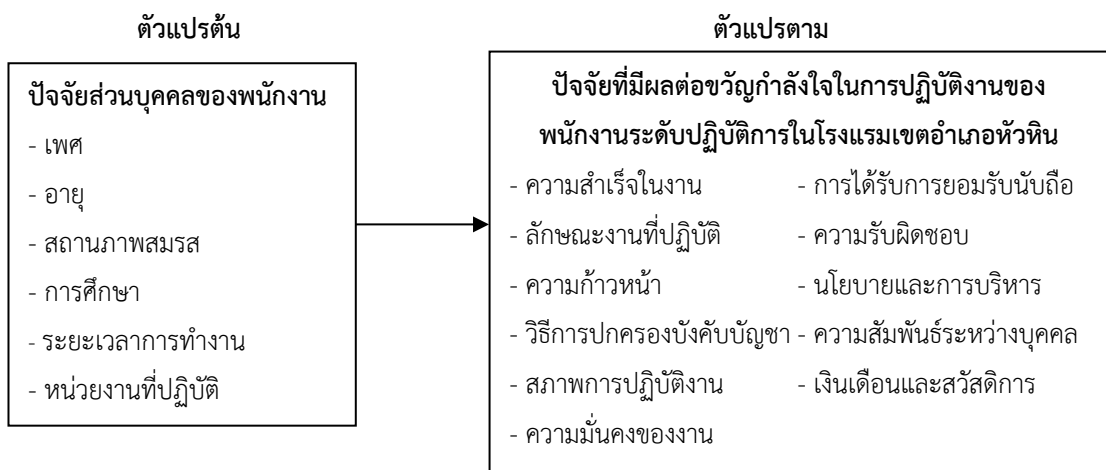 ตัวแปรต้น
ตัวแปรตาม
ปัจจัยส่วนบุคคลของพนักงาน
- เพศ
- อายุ
- สถานภาพสมรส
- การศึกษา
- ระยะเวลาการทำงาน
- หน่วยงานที่ปฏิบัติ
ปัจจัยที่มีผลต่อขวัญกำลังใจในการปฏิบัติงานของ
พนักงานระดับปฏิบัติการในโรงแรมเขตอำเภอหัวหิน
- ความสำเร็จในงาน - การได้รับการยอมรับนับถือ
- ลักษณะงานที่ปฏิบัติ - ความรับผิดชอบ
- ความก้าวหน้า - นโยบายและการบริหาร
- วิธีการปกครองบังคับบัญชา - ความสัมพันธ์ระหว่างบุคคล
- สภาพการปฏิบัติงาน - เงินเดือนและสวัสดิการ
- ความมั่นคงของงาน